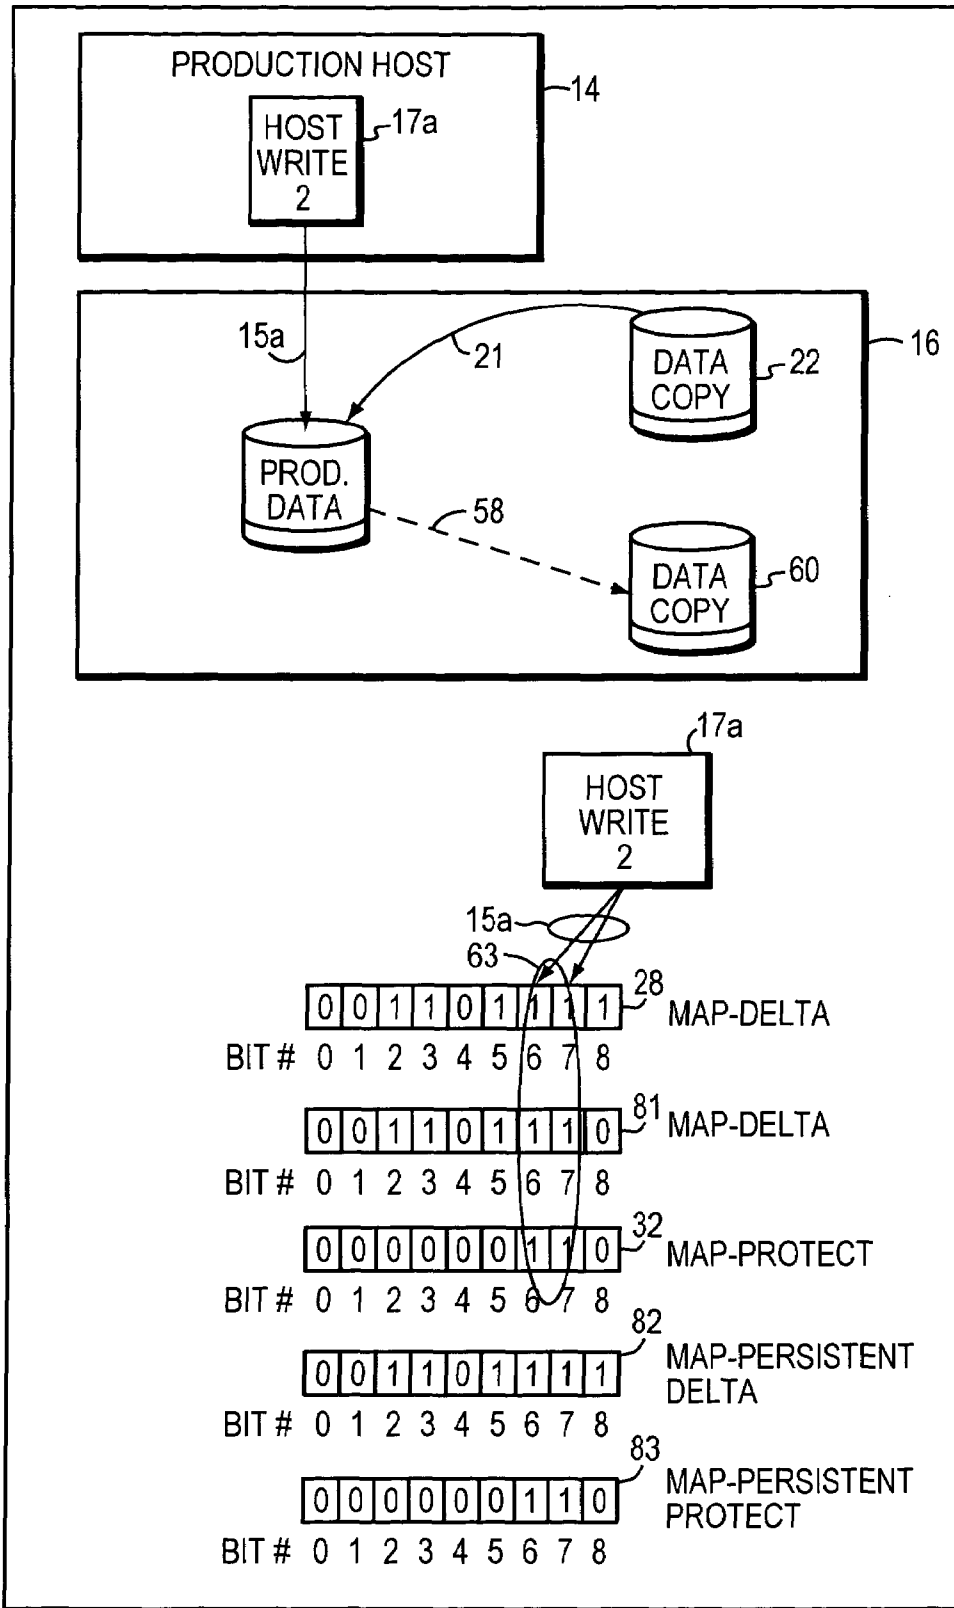 PRODUCTION HOST
14
17a
HOST
WRITE
2
15a
21
16
DATA
COPY
22
PROD.
DATA
58
DATA
COPY
60
17a
HOST
WRITE
2
15a
63
28
0 0 1 1 0 1 1 1 1 MAP-DELTA
BIT # 0 1 2 3 4 5 6 7 8
81
0 0 1 1 0 1 1 1 0 MAP-DELTA
BIT # 0 1 2 3 4 5 6 7 8
32
0 0 0 0 0 0 1 1 0 MAP-PROTECT
BIT # 0 1 2 3 4 5 6 7 8
82
0 0 1 1 0 1 1 1 1 MAP-PERSISTENT
DELTA
BIT # 0 1 2 3 4 5 6 7 8
83
0 0 0 0 0 0 1 1 0 MAP-PERSISTENT
PROTECT
BIT # 0 1 2 3 4 5 6 7 8